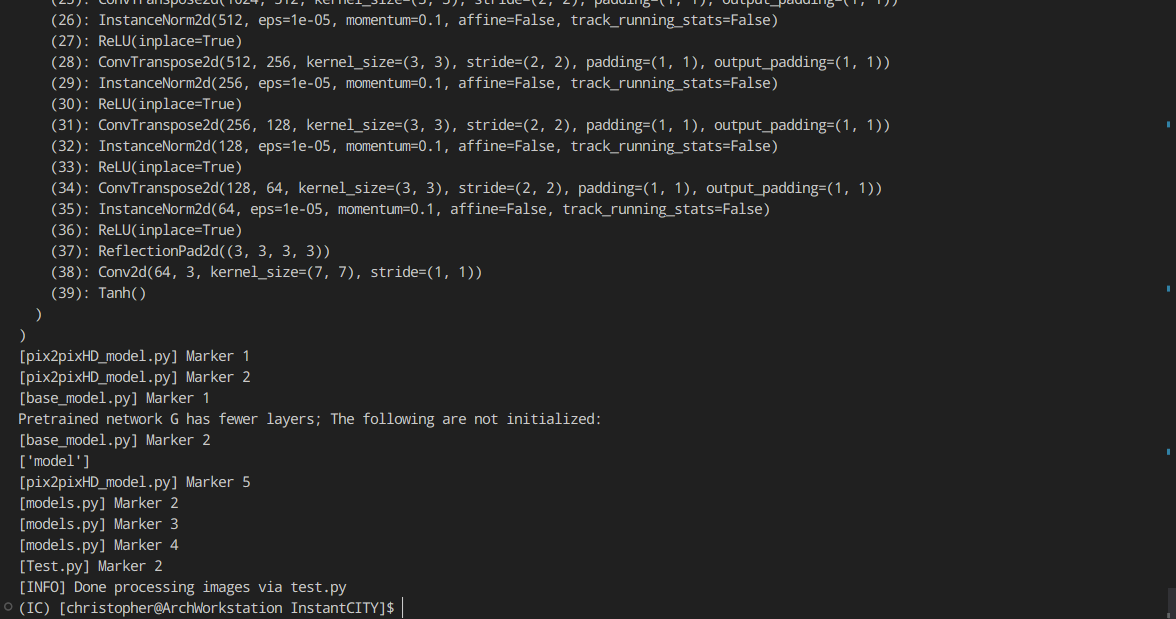 (25): ConvTranspose2d(1024, 512, kernel_size=(3, 3), stride=(2, 2), padding=(1, 1), output_padding=(1, 1))
(26): InstanceNorm2d(512, eps=1e-05, momentum=0.1, affine=False, track_running_stats=False)
(27): ReLU(inplace=True)
(28): ConvTranspose2d(512, 256, kernel_size=(3, 3), stride=(2, 2), padding=(1, 1), output_padding=(1, 1))
(29): InstanceNorm2d(256, eps=1e-05, momentum=0.1, affine=False, track_running_stats=False)
(30): ReLU(inplace=True)
(31): ConvTranspose2d(256, 128, kernel_size=(3, 3), stride=(2, 2), padding=(1, 1), output_padding=(1, 1))
(32): InstanceNorm2d(128, eps=1e-05, momentum=0.1, affine=False, track_running_stats=False)
(33): ReLU(inplace=True)
(34): ConvTranspose2d(128, 64, kernel_size=(3, 3), stride=(2, 2), padding=(1, 1), output_padding=(1, 1))
(35): InstanceNorm2d(64, eps=1e-05, momentum=0.1, affine=False, track_running_stats=False)
(36): ReLU(inplace=True)
(37): ReflectionPad2d((3, 3, 3, 3))
(38): Conv2d(64, 3, kernel_size=(7, 7), stride=(1, 1))
(39): Tanh()
)
)
[pix2pixHD_model.py] Marker 1
[pix2pixHD_model.py] Marker 2
[base_model.py] Marker 1
Pretrained network G has fewer layers; The following are not initialized:
[base_model.py] Marker 2
['model']
[pix2pixHD_model.py] Marker 5
[models.py] Marker 2
[models.py] Marker 3
[models.py] Marker 4
[Test.py] Marker 2
[INFO] Done processing images via test.py
(IC) [christopher@ArchWorkstation InstantCITY]$